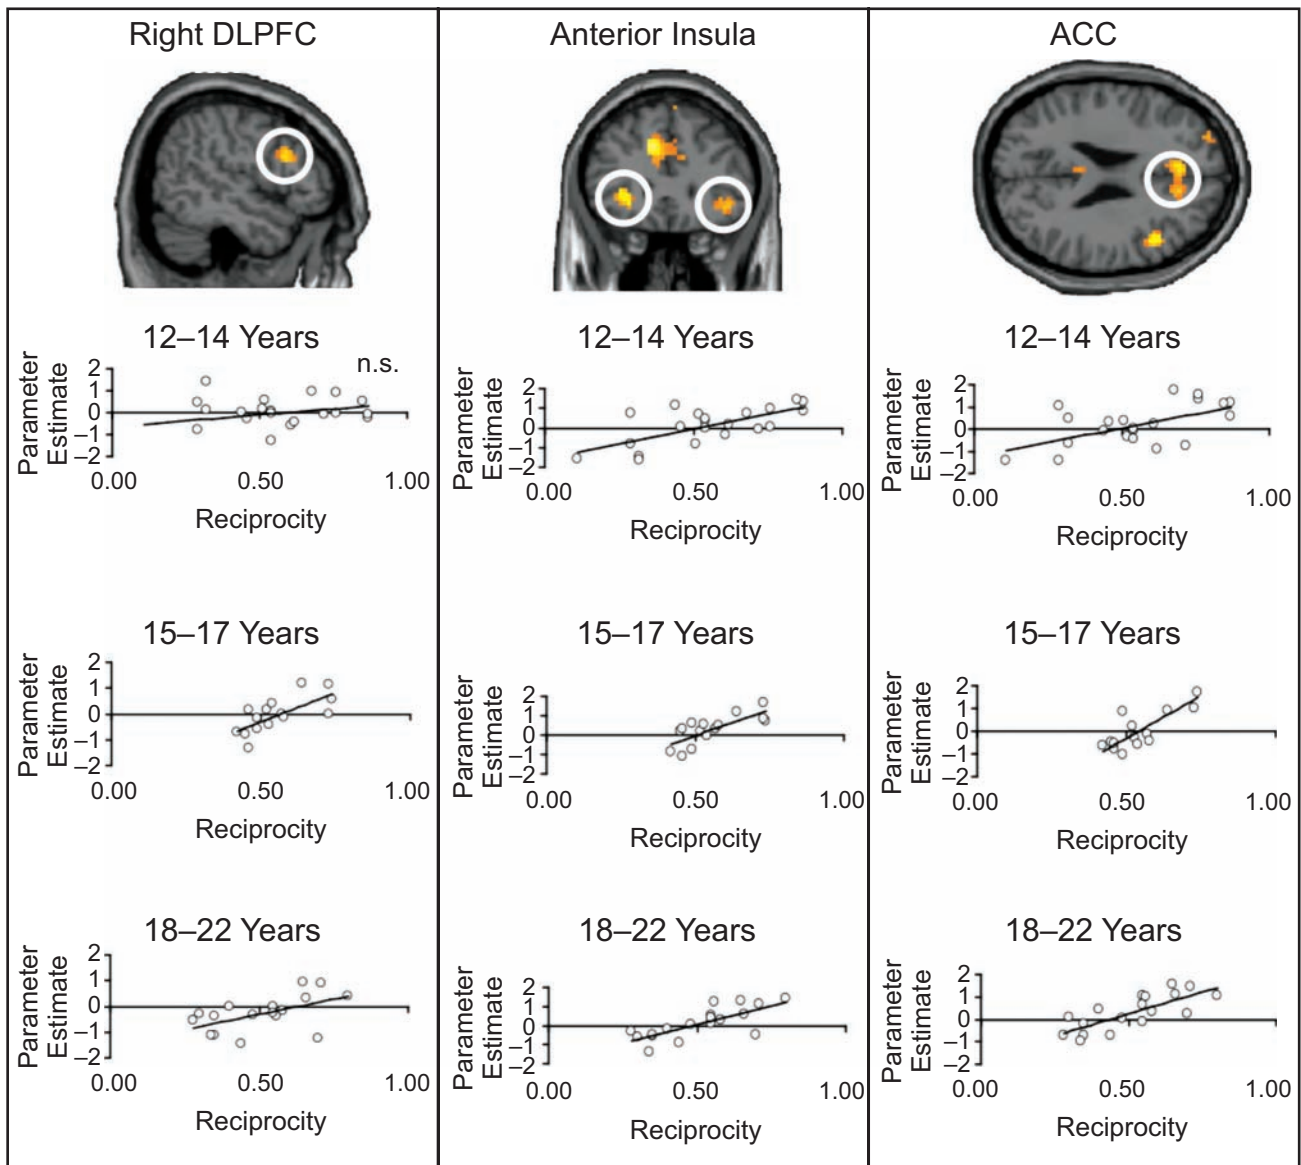 Right DLPFC
12–14 Years
n.s.
Parameter
Estimate
2
1
0
–1
–2
0.00 0.50 1.00
Reciprocity
15–17 Years
Parameter
Estimate
2
1
0
–1
–2
0.00 0.50 1.00
Reciprocity
18–22 Years
Parameter
Estimate
2
1
0
–1
–2
0.00 0.50 1.00
Reciprocity
Anterior Insula
12–14 Years
Parameter
Estimate
2
1
0
–1
–2
0.00 0.50 1.00
Reciprocity
15–17 Years
Parameter
Estimate
2
1
0
–1
–2
0.00 0.50 1.00
Reciprocity
18–22 Years
Parameter
Estimate
2
1
0
–1
–2
0.00 0.50 1.00
Reciprocity
ACC
12–14 Years
Parameter
Estimate
2
1
0
–1
–2
0.00 0.50 1.00
Reciprocity
15–17 Years
Parameter
Estimate
2
1
0
–1
–2
0.00 0.50 1.00
Reciprocity
18–22 Years
Parameter
Estimate
2
1
0
–1
–2
0.00 0.50 1.00
Reciprocity